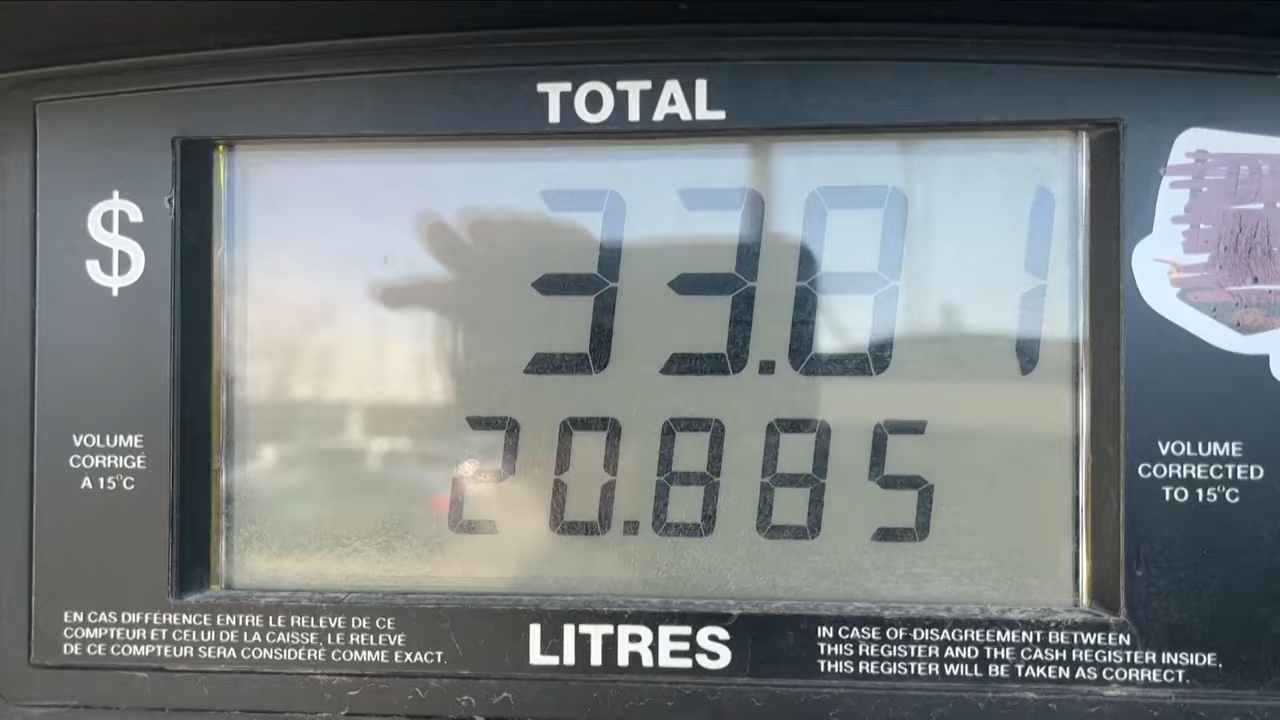 TOTAL
$
33.81
20.885
VOLUME
CORRIGÉ
À 15°C
VOLUME
CORRECTED
TO 15°C
EN CAS DIFFÉRENCE ENTRE LE RELEVÉ DE CE
COMPTEUR ET CELUI DE LA CAISSE, LE RELEVÉ
DE CE COMPTEUR SERA CONSIDÉRÉ COMME EXACT.
LITRES
IN CASE OF DISAGREEMENT BETWEEN
THIS REGISTER AND THE CASH REGISTER INSIDE,
THIS REGISTER WILL BE TAKEN AS CORRECT.